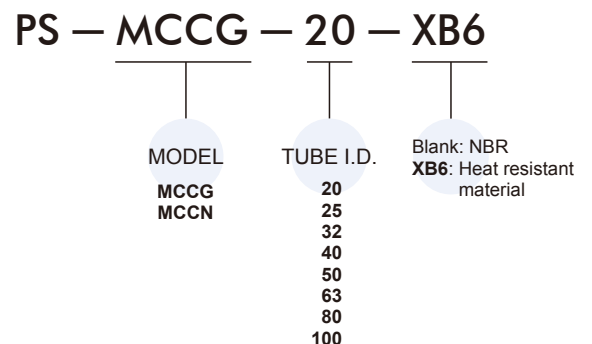 PS — MCCG — 20 — XB6
MODEL
MCCG
MCCN
TUBE I.D.
20
25
32
40
50
63
80
100
Blank: NBR
XB6: Heat resistant
material